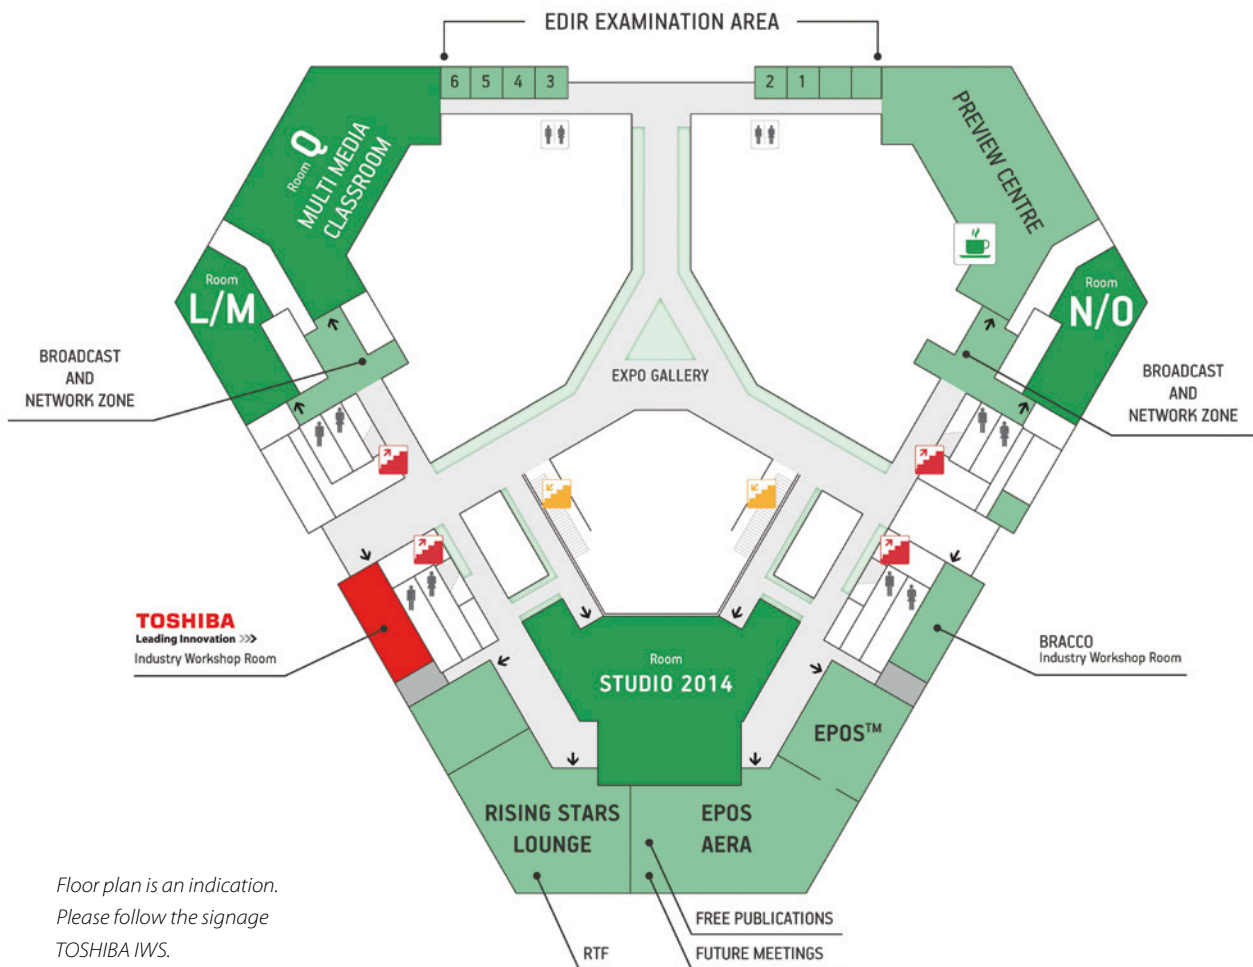 EDIR EXAMINATION AREA
6 5 4 3
2 1
Room Q
MULTI MEDIA
CLASSROOM
PREVIEW CENTRE
Room
L/M
Room
N/O
BROADCAST
AND
NETWORK ZONE
EXPO GALLERY
BROADCAST
AND
NETWORK ZONE
TOSHIBA
Leading Innovation >>>
Industry Workshop Room
Room
STUDIO 2014
BRACCO
Industry Workshop Room
EPOS™
RISING STARS
LOUNGE
EPOS
AERA
Floor plan is an indication.
Please follow the signage
TOSHIBA IWS.
RTF
FREE PUBLICATIONS
FUTURE MEETINGS